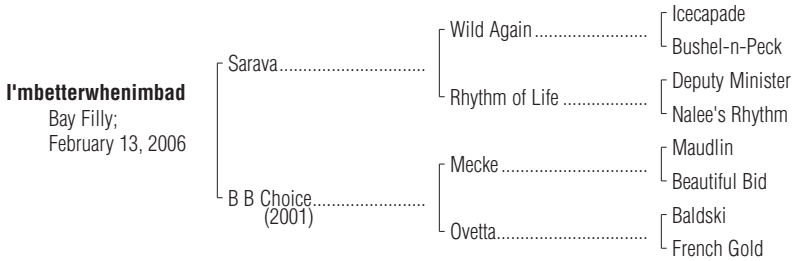 Icecapade
Wild Again
Bushel-n-Peck
Sarava
Deputy Minister
Rhythm of Life
Nalee's Rhythm
I'mbetterwhenimbad
Bay Filly;
February 13, 2006
Maudlin
Mecke
Beautiful Bid
B B Choice
(2001)
Baldski
Ovetta
French Gold